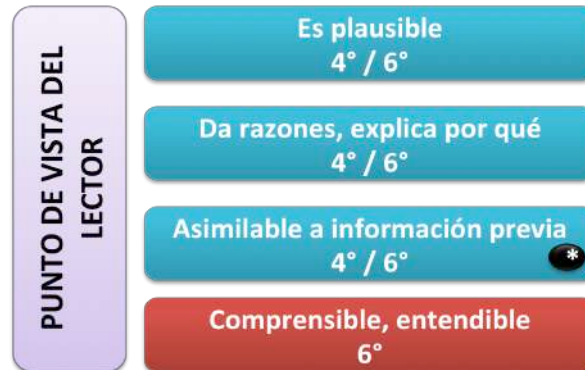 PUNTO DE VISTA DEL
LECTOR
Es plausible
4° / 6°
Da razones, explica por qué
4° / 6°
Asimilable a información previa
4° / 6°
*
Comprensible, entendible
6°